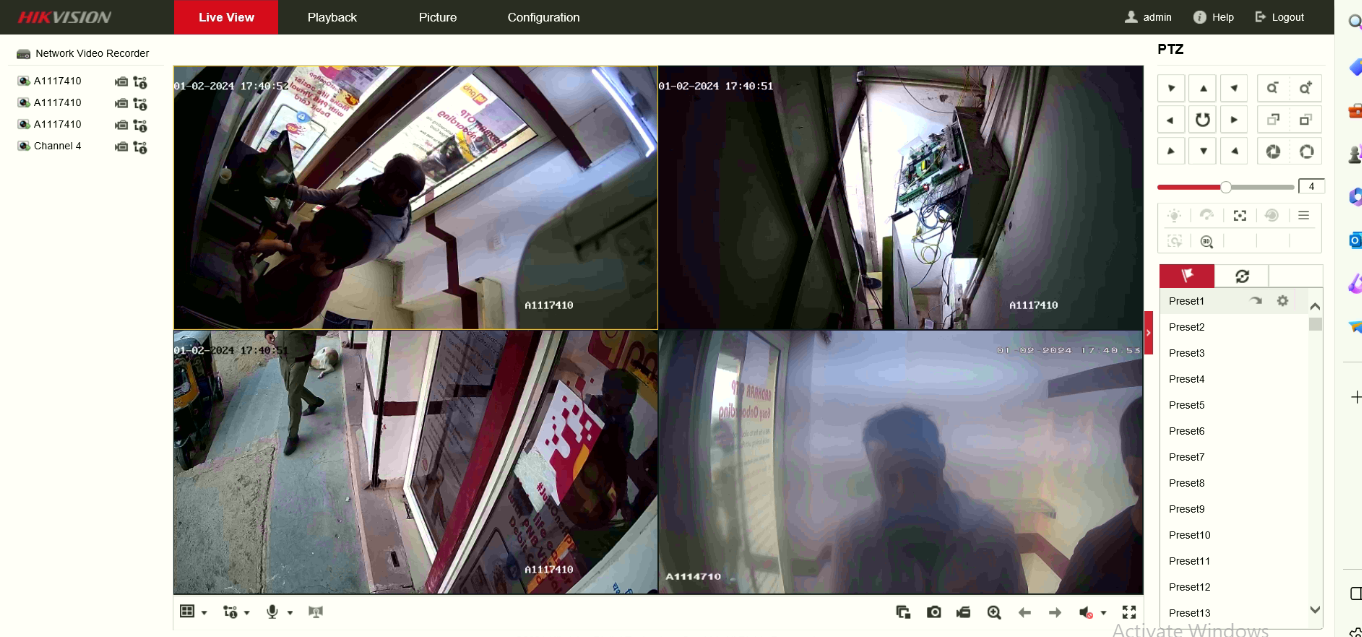 HIKVISION
Live View
Playback
Picture
Configuration
admin
Help
Logout
Network Video Recorder
A1117410
A1117410
A1117410
Channel 4
01-02-2024 17:40:52
A1117410
01-02-2024 17:40:51
A1117410
01-02-2024 17:40:51
A1117410
01-02-2024 17:40:53
A1114710
PTZ
4
Preset1
Preset2
Preset3
Preset4
Preset5
Preset6
Preset7
Preset8
Preset9
Preset10
Preset11
Preset12
Preset13
Activate Windows